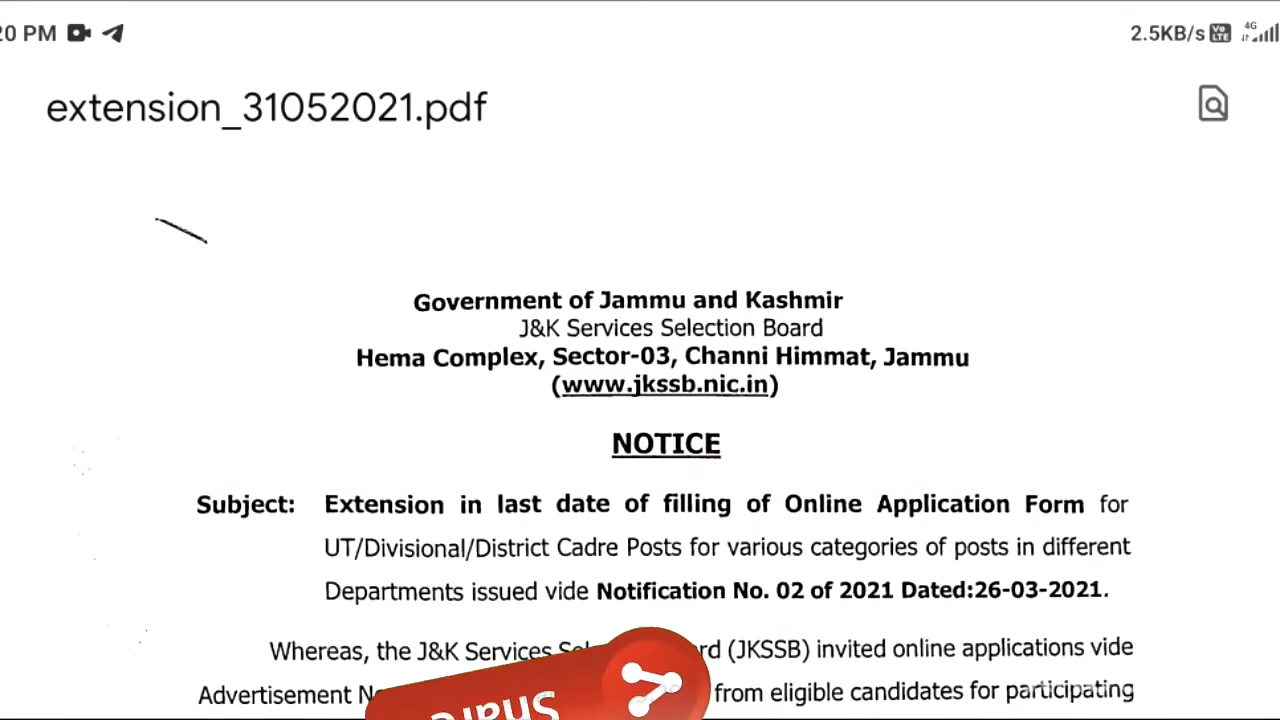 20 PM
2.5KB/s Vo LTE 4G
extension_31052021.pdf
Government of Jammu and Kashmir
J&K Services Selection Board
Hema Complex, Sector-03, Channi Himmat, Jammu
(www.jkssb.nic.in)
NOTICE
Subject: Extension in last date of filling of Online Application Form for
UT/Divisional/District Cadre Posts for various categories of posts in different
Departments issued vide Notification No. 02 of 2021 Dated:26-03-2021.
Whereas, the J&K Services (JKSSB) invited online applications vide
Advertisement from eligible candidates for participating
Share